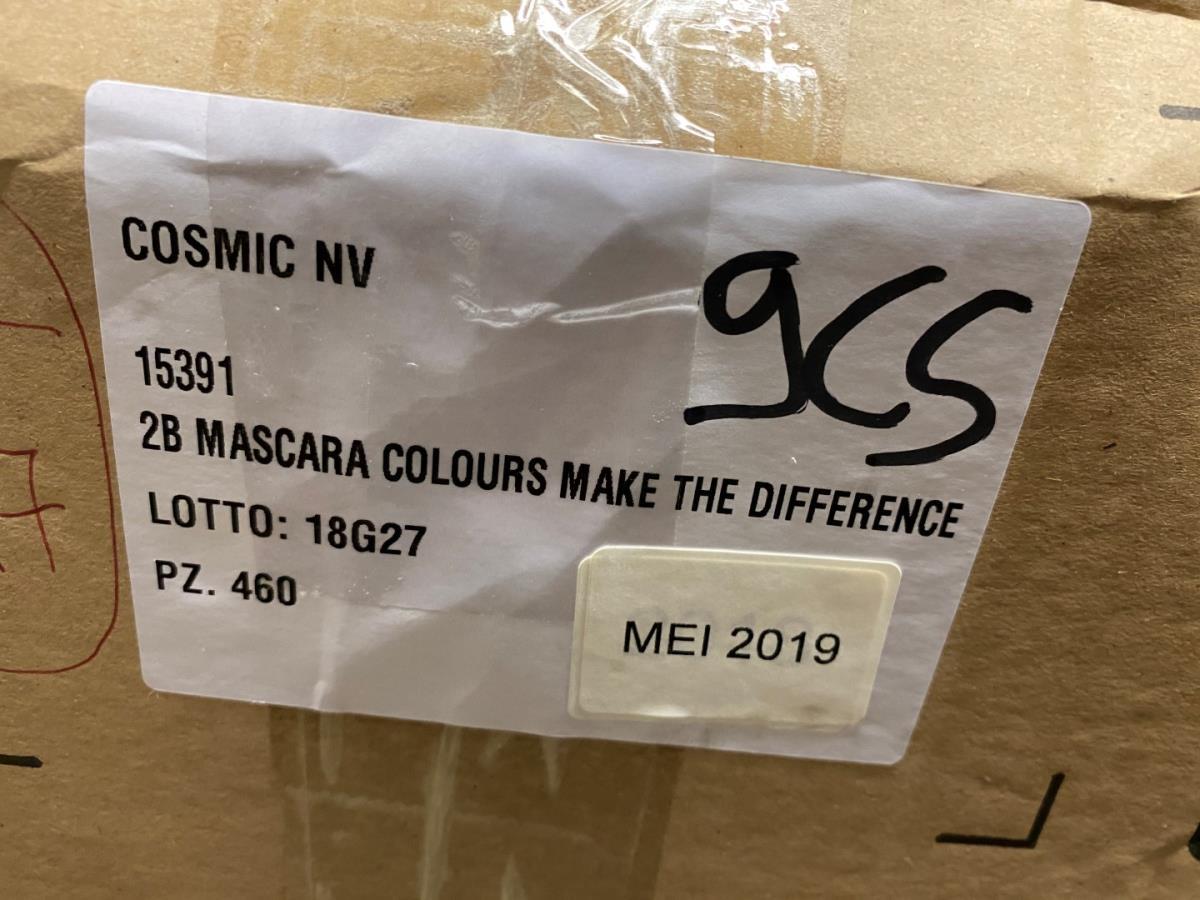 COSMIC NV
9CS
15391
2B MASCARA COLOURS MAKE THE DIFFERENCE
LOTTO: 18G27
PZ. 460
MEI 2019